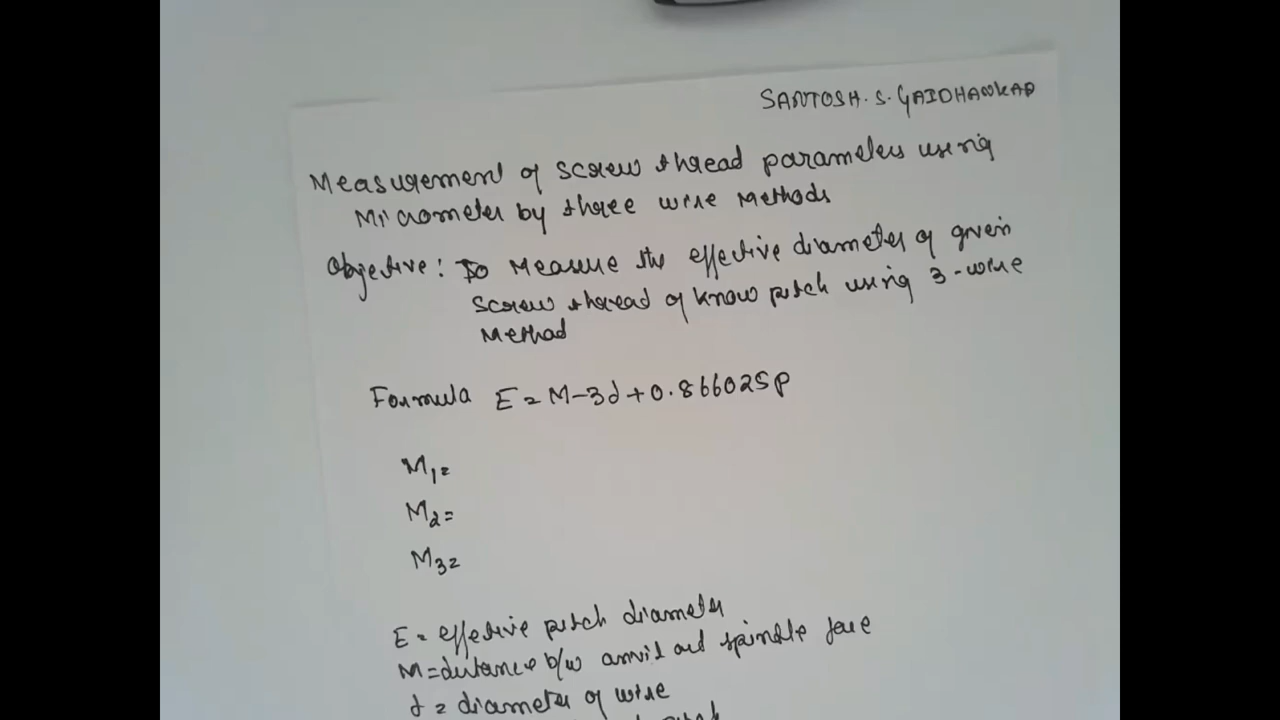 SANTOSH. S. GAIDHANKAR
Measurement of screw thread parameters using
Micrometer by three wire Methods
Objective: To Measure the effective diameter of given
screw thread of know pitch using 3-wire
Method
Formula E = M-3d+0.866025p
M1=
M2=
M3=
E = effective pitch diameter
M = distance b/w anvil and spindle face
d = diameter of wire
pitch